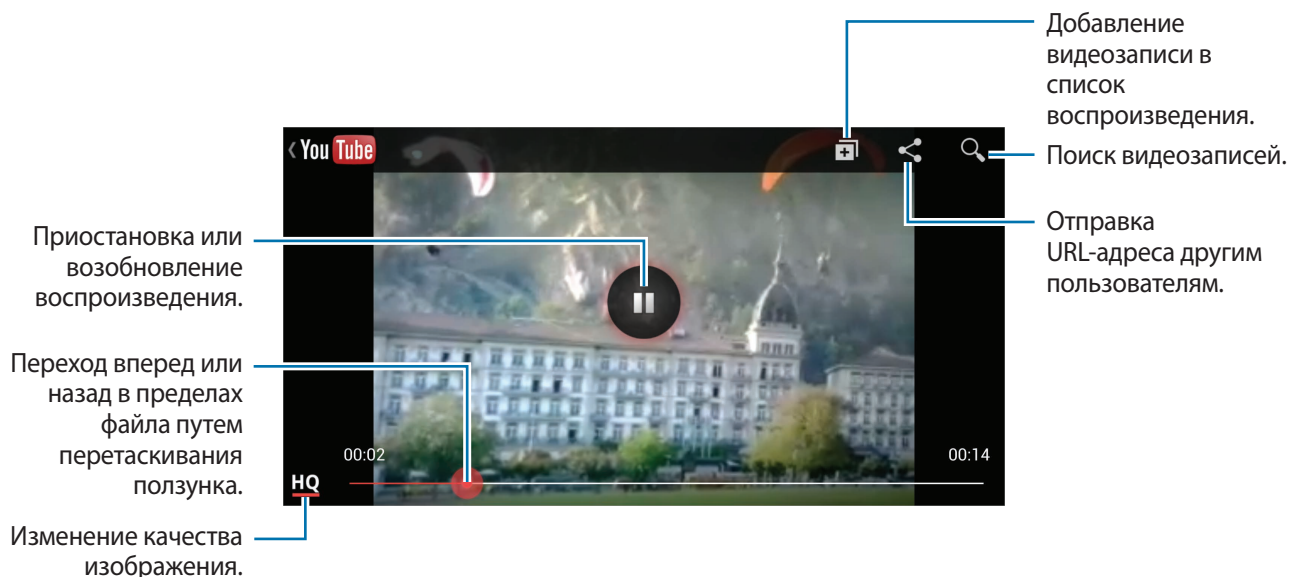 Добавление
видеозаписи в
список
воспроизведения.
You Tube
Поиск видеозаписей.
Отправка
URL-адреса другим
пользователям.
Приостановка или
возобновление
воспроизведения.
Переход вперед или
назад в пределах
файла путем
перетаскивания
ползунка.
00:02
00:14
HQ
Изменение качества
изображения.